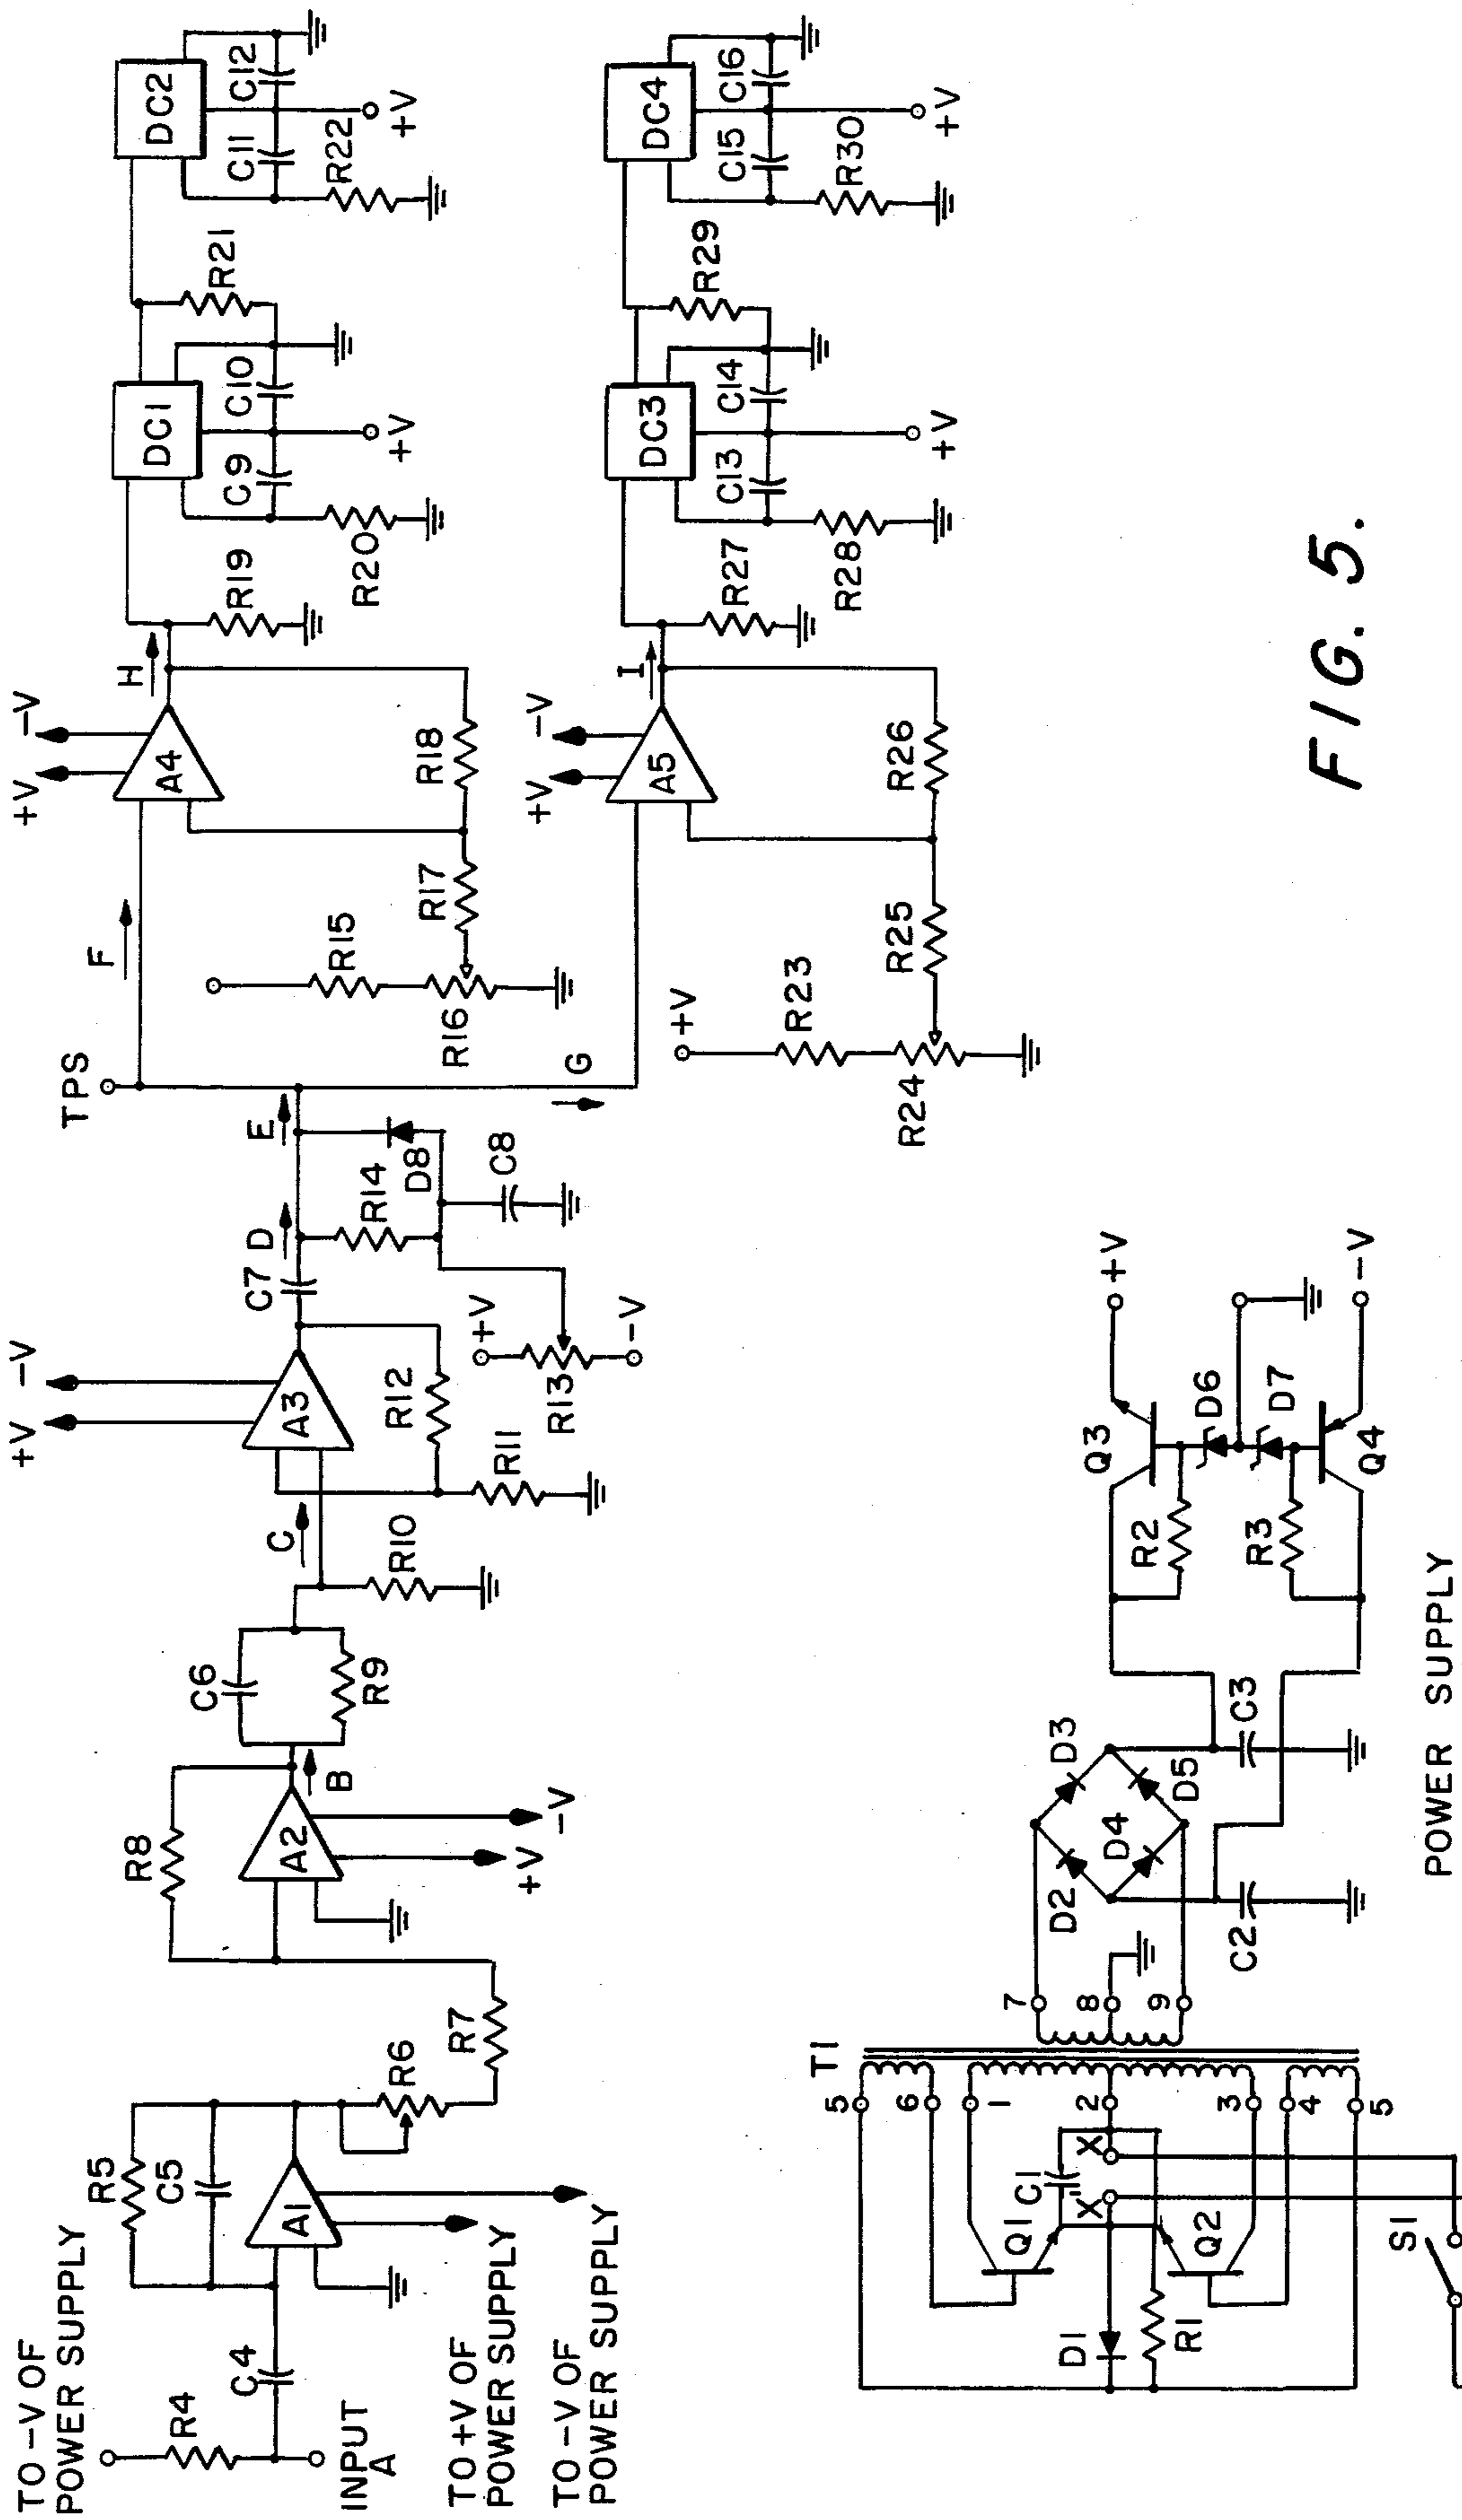 TO -V OF
POWER SUPPLY
R4
C4
INPUT
A
TO +V OF
POWER SUPPLY
TO -V OF
POWER SUPPLY
R5
C5
A1
R6
R7
R8
A2
+V
-V
B
C6
R9
C
R10
+V
-V
A3
R11
R12
C7
D
R13
+V
-V
R14
D8
C8
E
TPS
F
G
+V
-V
A4
H
R15
R16
R17
R18
R19
DC1
C9
C10
R20
+V
R21
DC2
C11
C12
R22
+V
+V
R23
R24
R25
R26
+V
-V
A5
I
R27
DC3
C13
C14
R28
+V
R29
DC4
C15
C16
R30
+V
S1
D1
R1
Q1
Q2
C1
X
X
T1
5
6
1
2
3
4
5
7
8
9
D2
D3
D4
D5
C2
C3
R2
R3
Q3
Q4
D6
D7
+V
-V
POWER SUPPLY
FIG. 5.